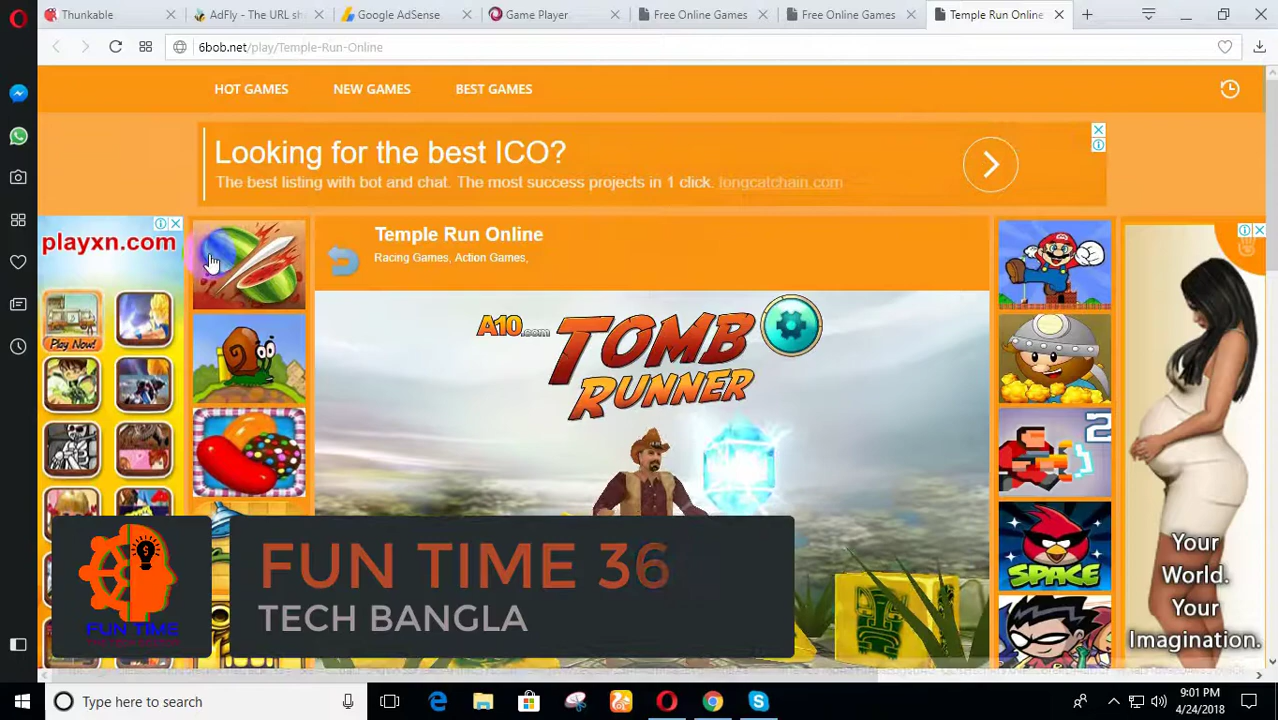 Thunkable
AdFly - The URL sh
Google AdSense
Game Player
Free Online Games
Free Online Games
Temple Run Online
6bob.net/play/Temple-Run-Online
HOT GAMES
NEW GAMES
BEST GAMES
Looking for the best ICO?
The best listing with bot and chat. The most success projects in 1 click. longcatchain.com
playxn.com
Play Now!
Temple Run Online
Racing Games, Action Games,
A10.com
TOMB
RUNNER
2
SPACE
Your
World.
Your
Imagination.
FUN TIME 36
TECH BANGLA
FUN TIME
Type here to search
9:01 PM
4/24/2018